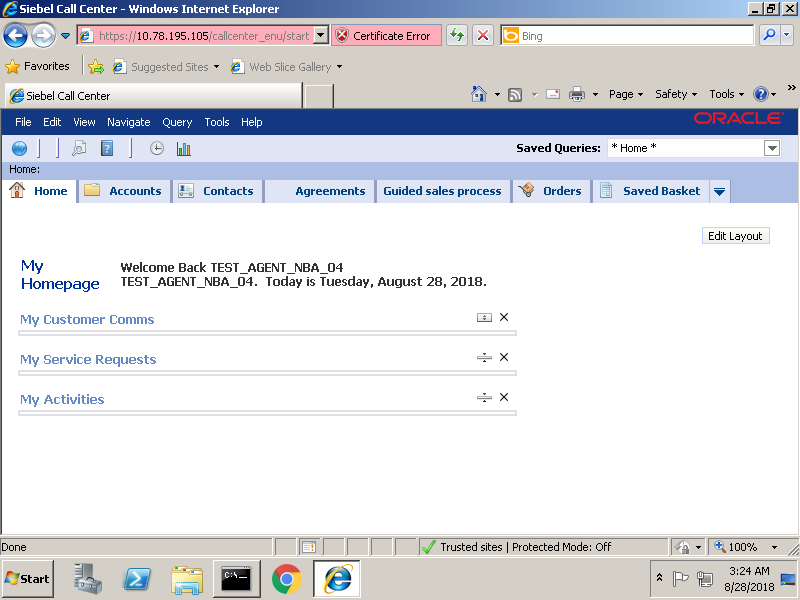 Siebel Call Center - Windows Internet Explorer
https://10.78.195.105/callcenter_enu/start Certificate Error Bing
Favorites Suggested Sites Web Slice Gallery
Siebel Call Center Page Safety Tools »
File Edit View Navigate Query Tools Help ORACLE
Saved Queries: * Home *
Home:
Home Accounts Contacts Agreements Guided sales process Orders Saved Basket
Edit Layout
My Homepage
Welcome Back TEST_AGENT_NBA_04
TEST_AGENT_NBA_04. Today is Tuesday, August 28, 2018.
My Customer Comms
My Service Requests
My Activities
Done Trusted sites | Protected Mode: Off 100%
Start 3:24 AM
8/28/2018